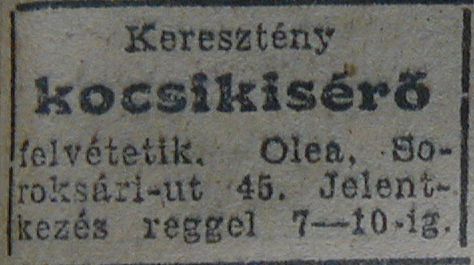 Keresztény
kocsikisérő
felvétetik. Olea, So-
roksári-ut 45. Jelent-
kezés reggel 7—10-ig.